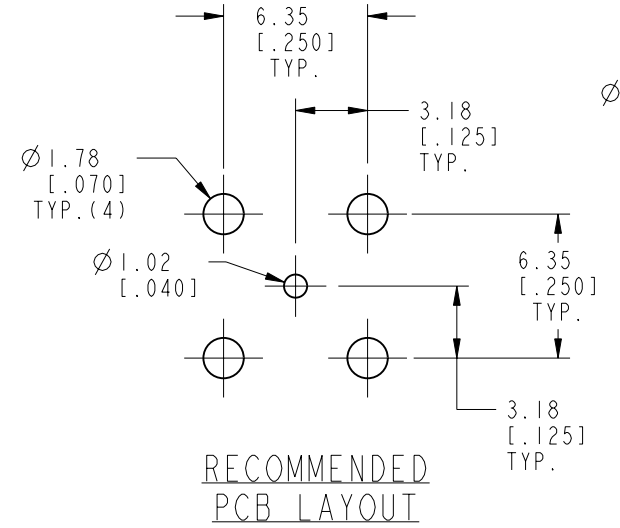 6.35
[.250]
TYP.
Ø
3.18
[.125]
TYP.
Ø1.78
[.070]
TYP.(4)
Ø1.02
[.040]
6.35
[.250]
TYP.
3.18
[.125]
TYP.
RECOMMENDED
PCB LAYOUT